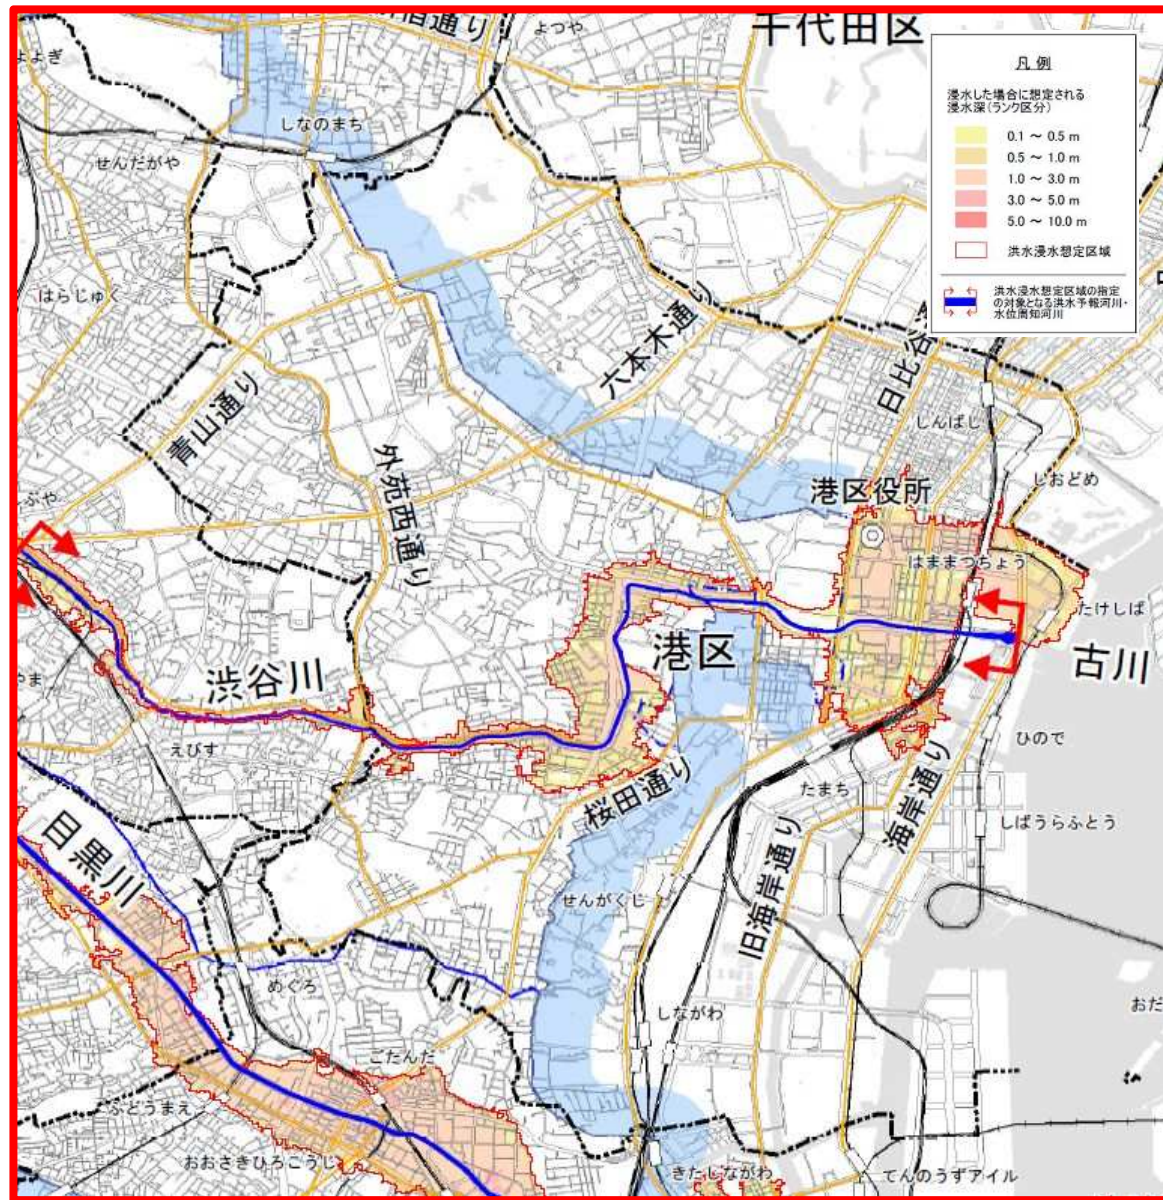 千代田区
よつや
よぎ
しなのまち
せんだがや
はらじゅく
青山通り
外苑西通り
六本木通り
日比谷
しんばし
しおどめ
港区役所
はままつちょう
たけしば
古川
港区
渋谷川
えびす
ひので
桜田通り
たまち
海岸通り
しばうらふとう
目黒川
旧海岸通り
せんがくじ
めぐろ
しながわ
ごたんだ
ふどうまえ
おおさきひろこうじ
きたしながわ
てんのうずアイル
凡 例
浸水した場合に想定される
浸水深(ランク区分)
0.1 ～ 0.5 m
0.5 ～ 1.0 m
1.0 ～ 3.0 m
3.0 ～ 5.0 m
5.0 ～ 10.0 m
洪水浸水想定区域
洪水浸水想定区域の指定
の対象となる洪水予報河川・
水位周知河川